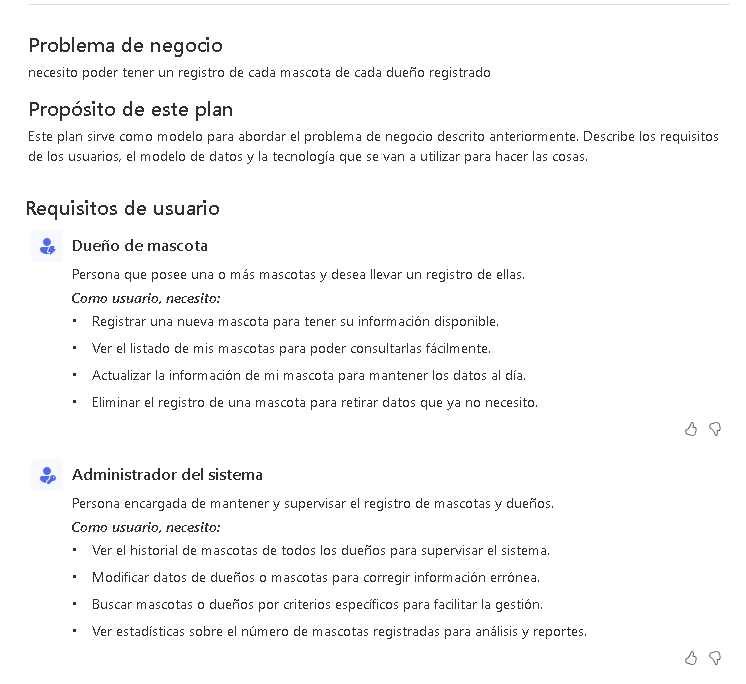 Problema de negocio
necesito poder tener un registro de cada mascota de cada dueño registrado
Propósito de este plan
Este plan sirve como modelo para abordar el problema de negocio descrito anteriormente. Describe los requisitos
de los usuarios, el modelo de datos y la tecnología que se van a utilizar para hacer las cosas.
Requisitos de usuario
Dueño de mascota
Persona que posee una o más mascotas y desea llevar un registro de ellas.
Como usuario, necesito:
• Registrar una nueva mascota para tener su información disponible.
• Ver el listado de mis mascotas para poder consultarlas fácilmente.
• Actualizar la información de mi mascota para mantener los datos al día.
• Eliminar el registro de una mascota para retirar datos que ya no necesito.
Administrador del sistema
Persona encargada de mantener y supervisar el registro de mascotas y dueños.
Como usuario, necesito:
• Ver el historial de mascotas de todos los dueños para supervisar el sistema.
• Modificar datos de dueños o mascotas para corregir información errónea.
• Buscar mascotas o dueños por criterios específicos para facilitar la gestión.
• Ver estadísticas sobre el número de mascotas registradas para análisis y reportes.